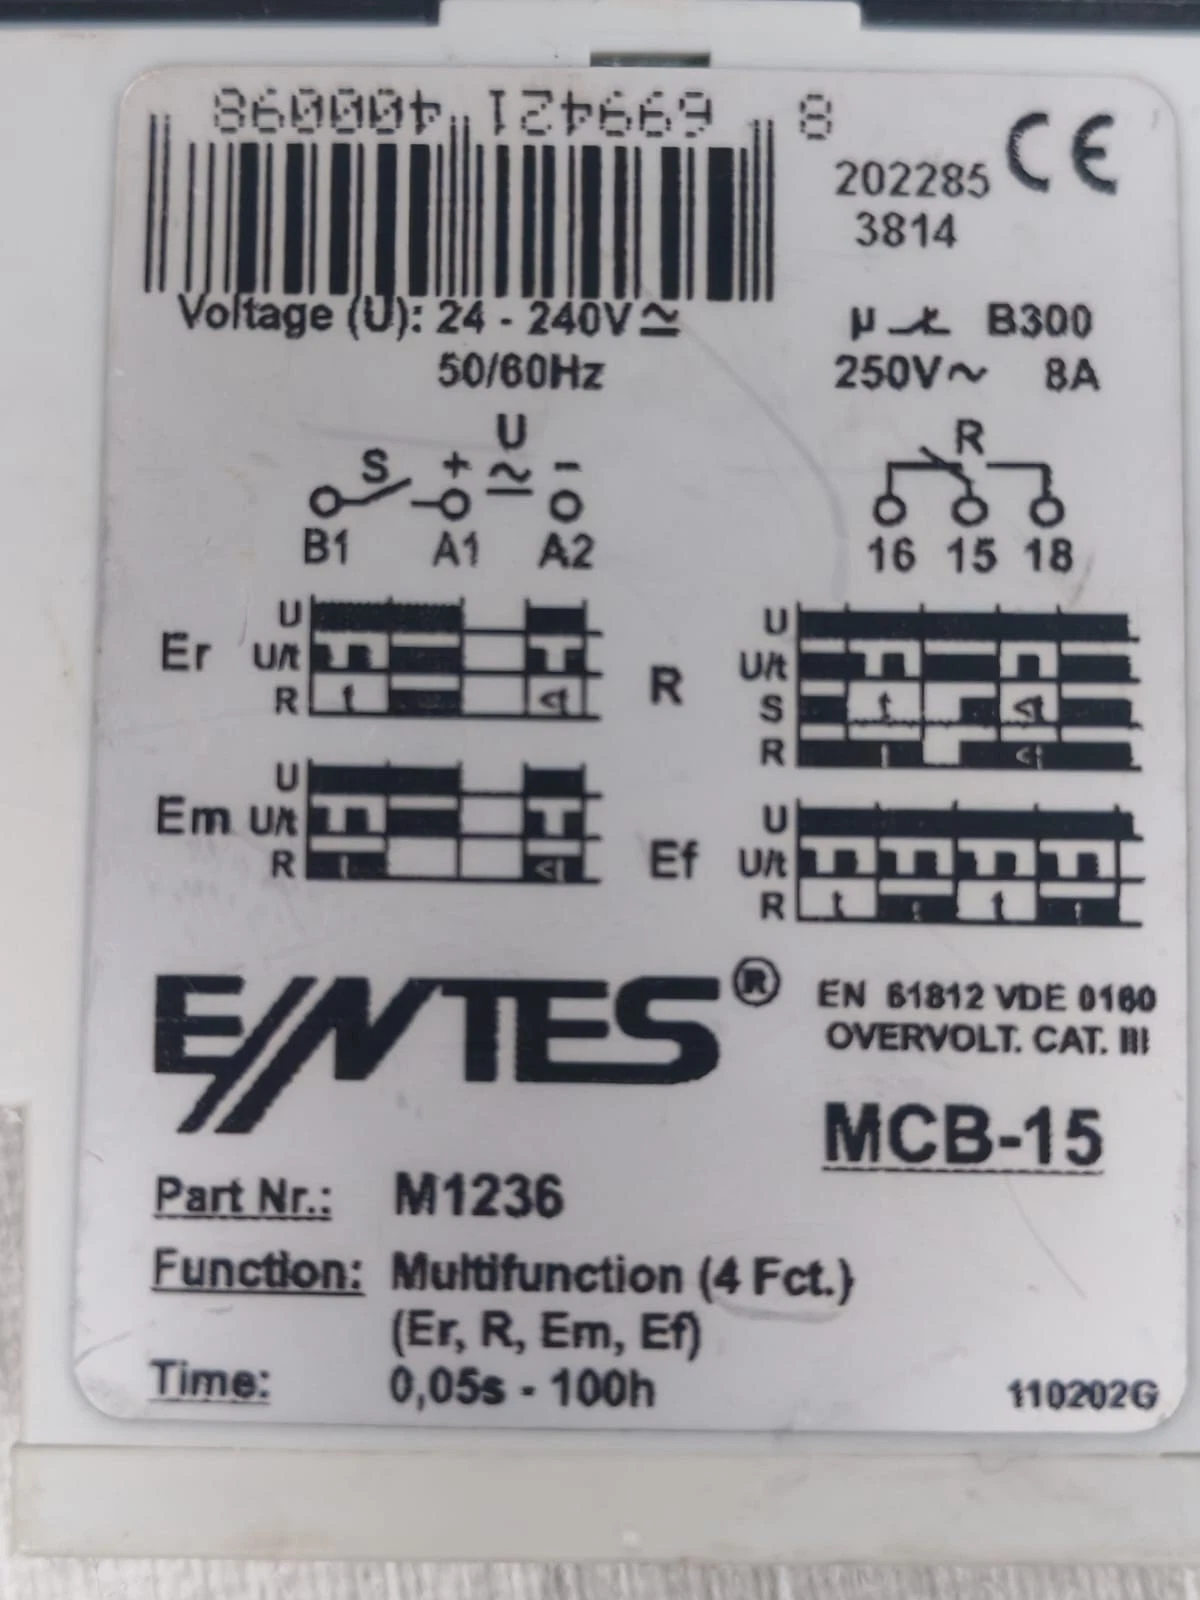 8 699421 400098
202285
3814
CE
Voltage (U): 24 - 240V
50/60Hz
µ B300
250V~ 8A
U
S + -
B1 A1 A2
R
16 15 18
Er
U
U/t
R t <t
R
U
U/t
S t <t
R t <t
Em
U
U/t
R t <t
Ef
U
U/t
R t t t t
ENTES®
EN 61812 VDE 0160
OVERVOLT. CAT. III
MCB-15
Part Nr.: M1236
Function: Multifunction (4 Fct.)
(Er, R, Em, Ef)
Time: 0,05s - 100h
110202G